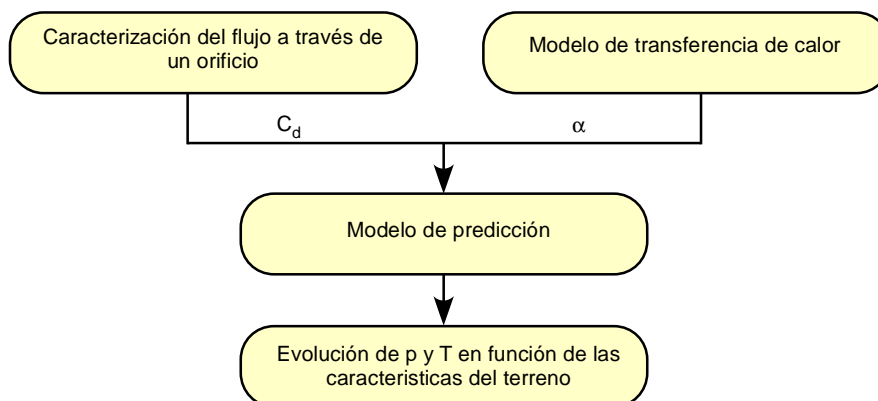 Caracterización del flujo a través de
un orificio
Modelo de transferencia de calor
C_d
α
Modelo de predicción
Evolución de p y T en función de las
caracteristicas del terreno